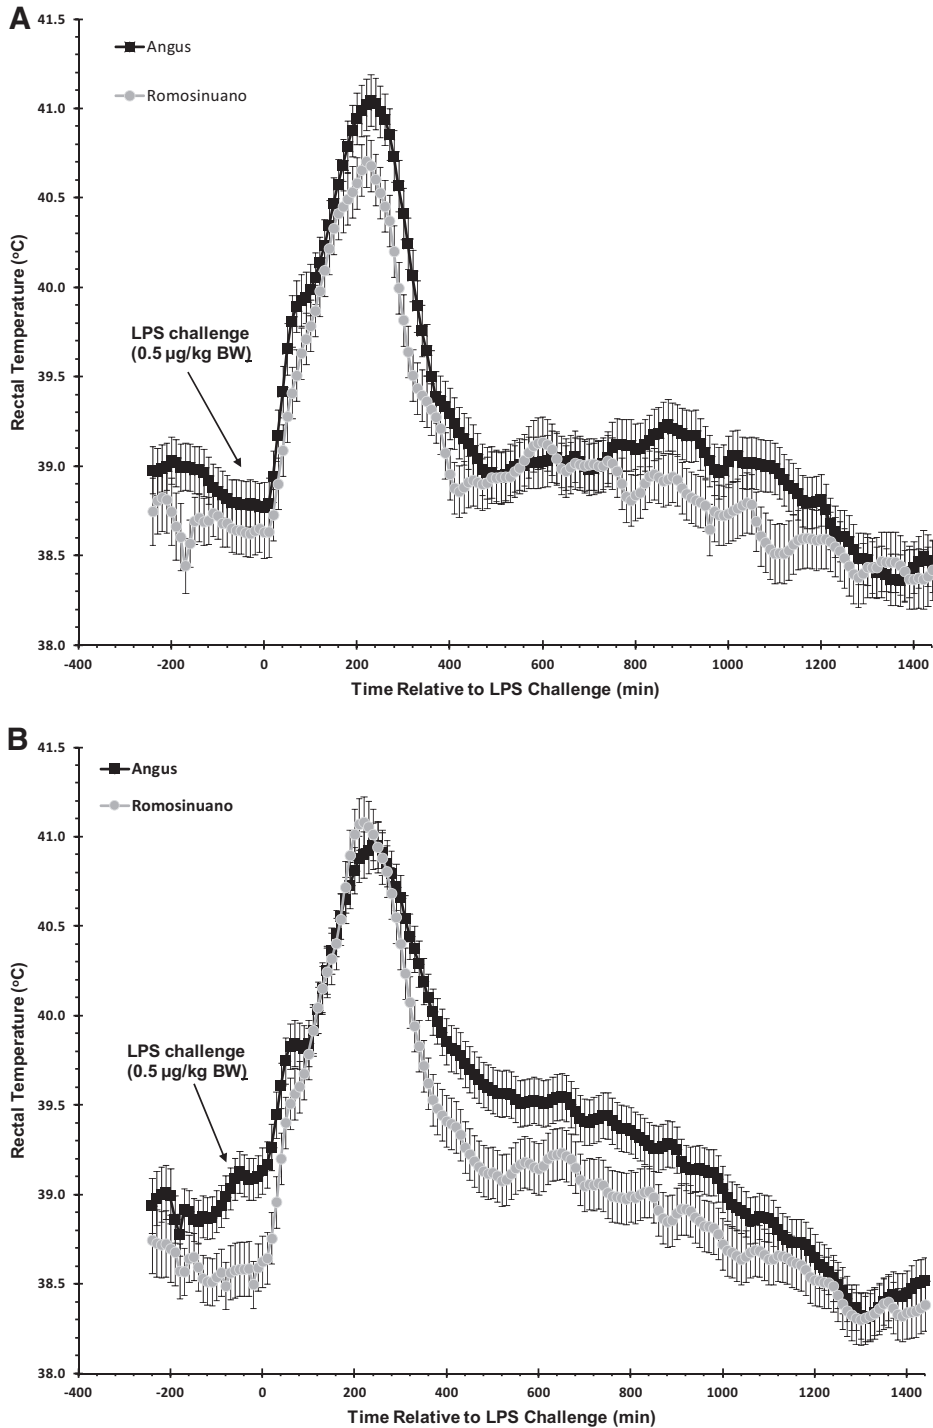 A
41.5
Angus
Romosinuano
41.0
40.5
40.0
LPS challenge
(0.5 µg/kg BW)
39.5
39.0
38.5
38.0
Rectal Temperature (ºC)
-400 -200 0 200 400 600 800 1000 1200 1400
Time Relative to LPS Challenge (min)
B
41.5
Angus
Romosinuano
41.0
40.5
40.0
LPS challenge
(0.5 µg/kg BW)
39.5
39.0
38.5
38.0
Rectal Temperature (ºC)
-400 -200 0 200 400 600 800 1000 1200 1400
Time Relative to LPS Challenge (min)